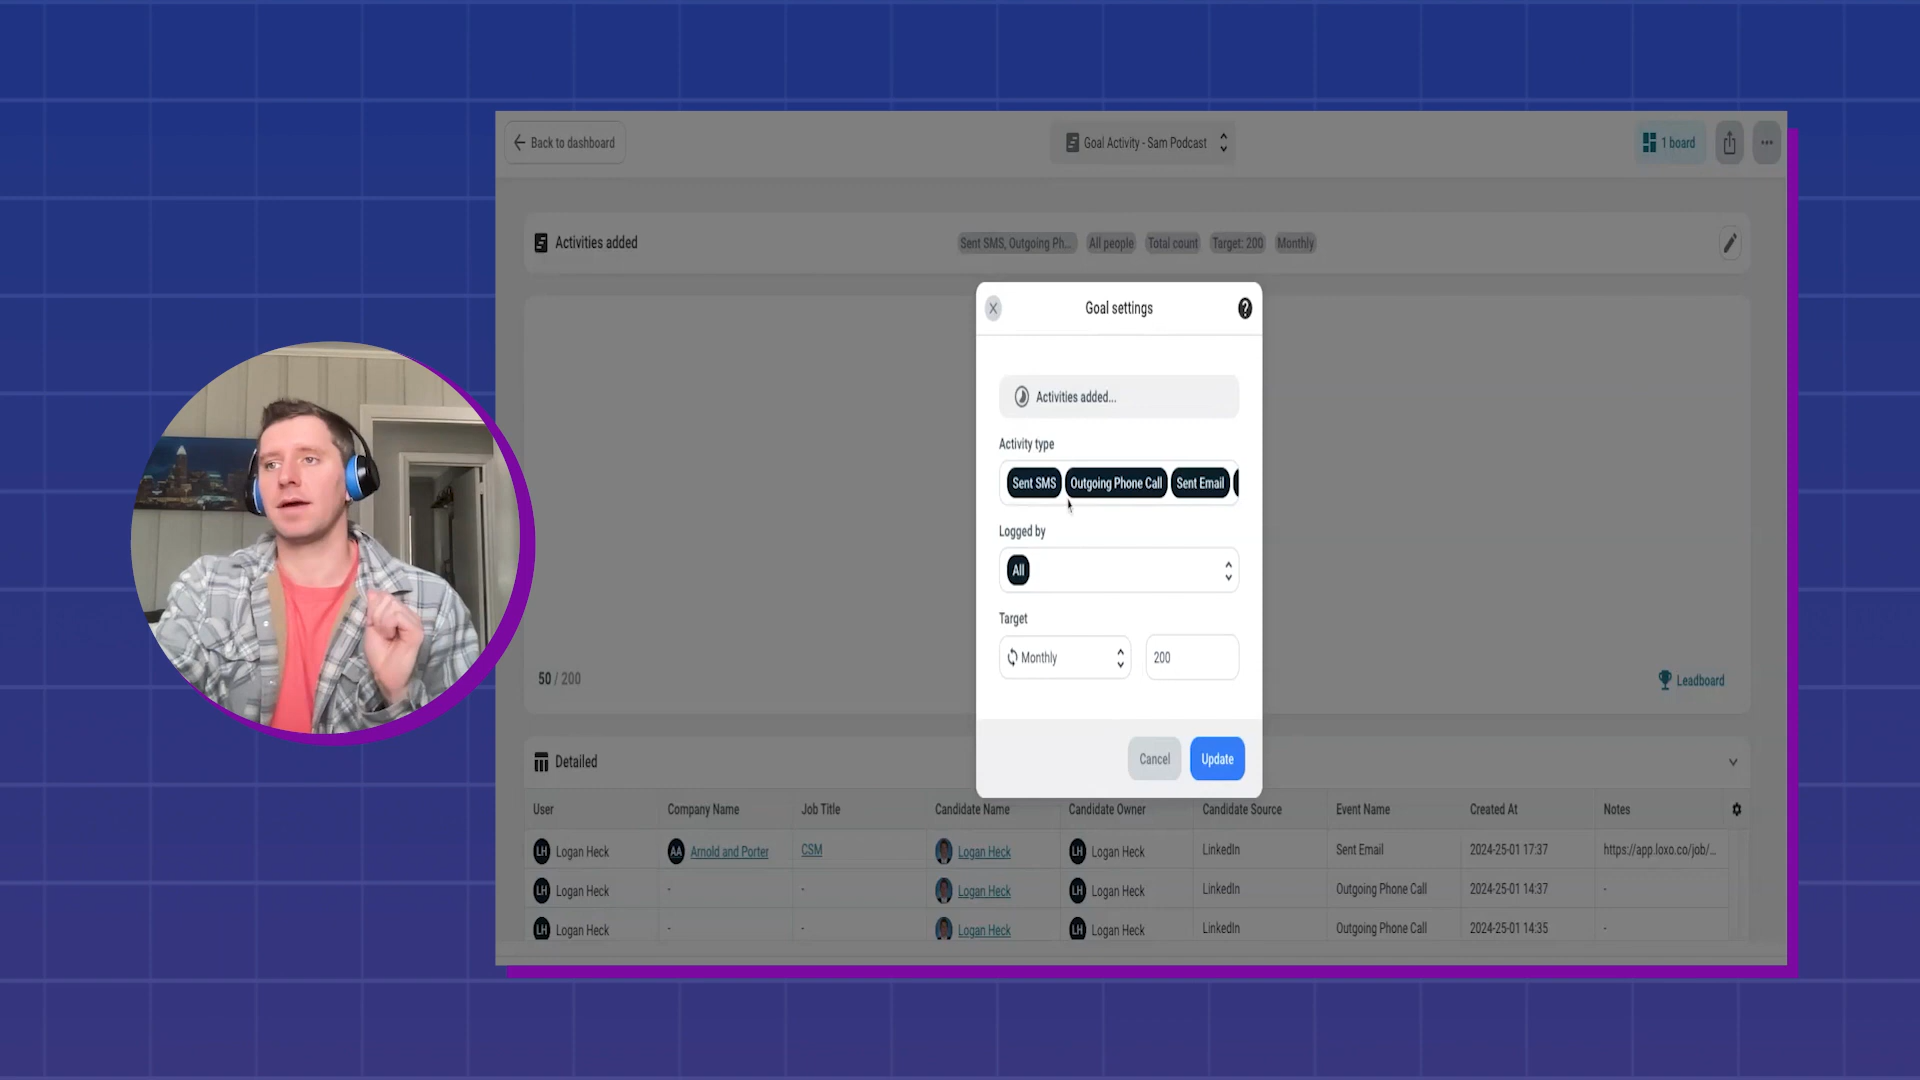 Back to dashboard
Goal Activity - Sam Podcast
1 board
Activities added
Sent SMS, Outgoing Ph...
All people
Total count
Target: 200
Monthly
Goal settings
Activities added...
Activity type
Sent SMS
Outgoing Phone Call
Sent Email
Logged by
All
Target
Monthly
200
50 / 200
Leadboard
Cancel
Update
Detailed
User Company Name Job Title Candidate Name Candidate Owner Candidate Source Event Name Created At Notes
LH Logan Heck AA Arnold and Porter CSM Logan Heck LH Logan Heck LinkedIn Sent Email 2024-25-01 17:37 https://app.loxo.co/job/...
LH Logan Heck - - Logan Heck LH Logan Heck LinkedIn Outgoing Phone Call 2024-25-01 14:37 -
LH Logan Heck - - Logan Heck LH Logan Heck LinkedIn Outgoing Phone Call 2024-25-01 14:35 -